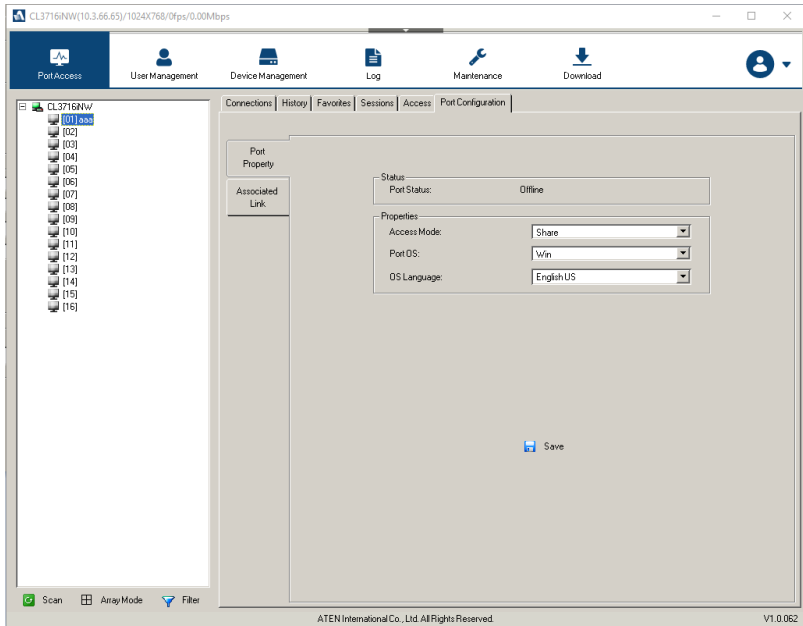 CL3716iNW(10.3.66.65)/1024X768/0fps/0.00Mbps
Port Access
User Management
Device Management
Log
Maintenance
Download
CL3716iNW
[01] aaa
[02]
[03]
[04]
[05]
[06]
[07]
[08]
[09]
[10]
[11]
[12]
[13]
[14]
[15]
[16]
Connections History Favorites Sessions Access Port Configuration
Port
Property
Associated
Link
Status
Port Status: Offline
Properties
Access Mode: Share
Port OS: Win
OS Language: English US
Save
Scan Array Mode Filter
ATEN International Co., Ltd. All Rights Reserved. V1.0.062